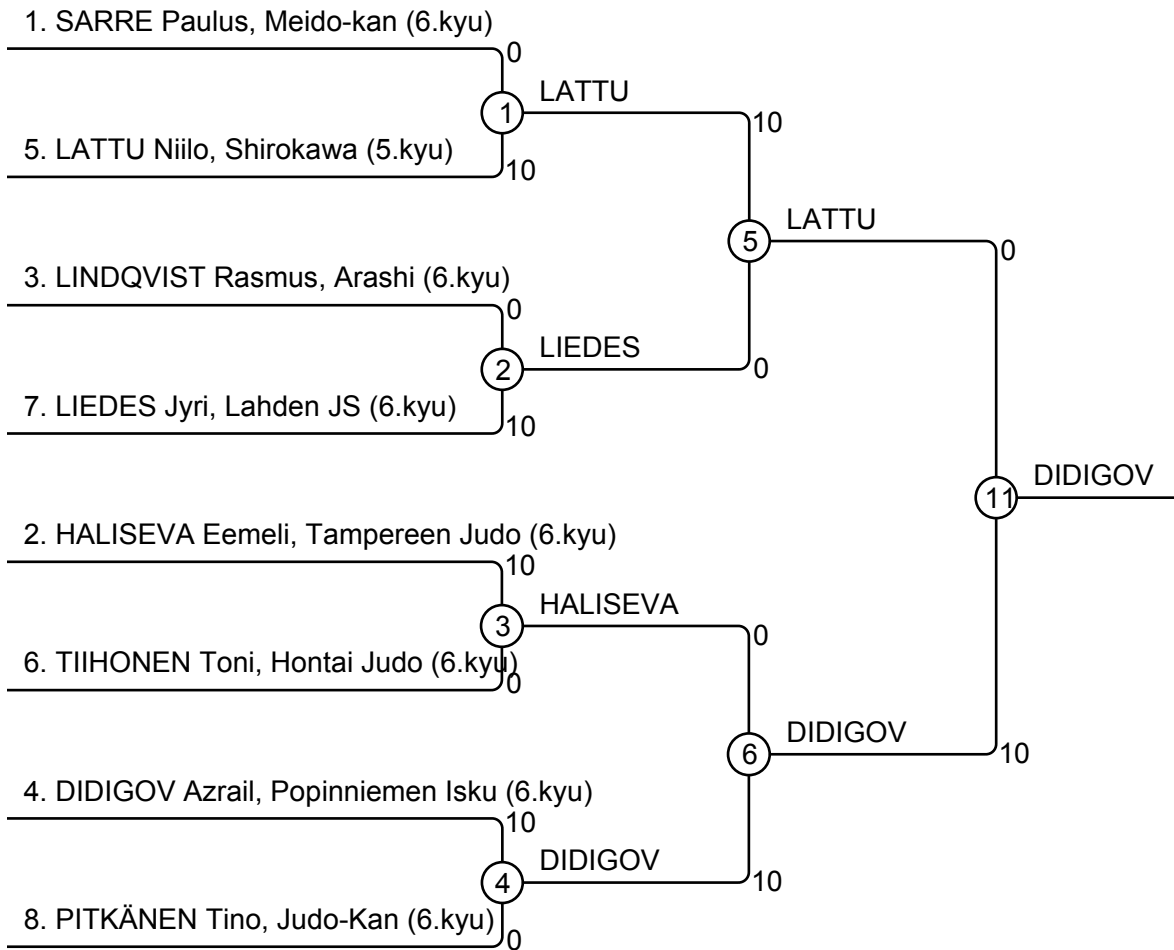 1. SARRE Paulus, Meido-kan (6.kyu)
0
1
LATTU
10
5. LATTU Niilo, Shirokawa (5.kyu)
10
5
LATTU
0
3. LINDQVIST Rasmus, Arashi (6.kyu)
0
2
LIEDES
0
7. LIEDES Jyri, Lahden JS (6.kyu)
10
11
DIDIGOV
2. HALISEVA Eemeli, Tampereen Judo (6.kyu)
10
3
HALISEVA
0
6. TIIHONEN Toni, Hontai Judo (6.kyu)
0
6
DIDIGOV
10
4. DIDIGOV Azrail, Popinniemen Isku (6.kyu)
10
4
DIDIGOV
10
8. PITKÄNEN Tino, Judo-Kan (6.kyu)
0